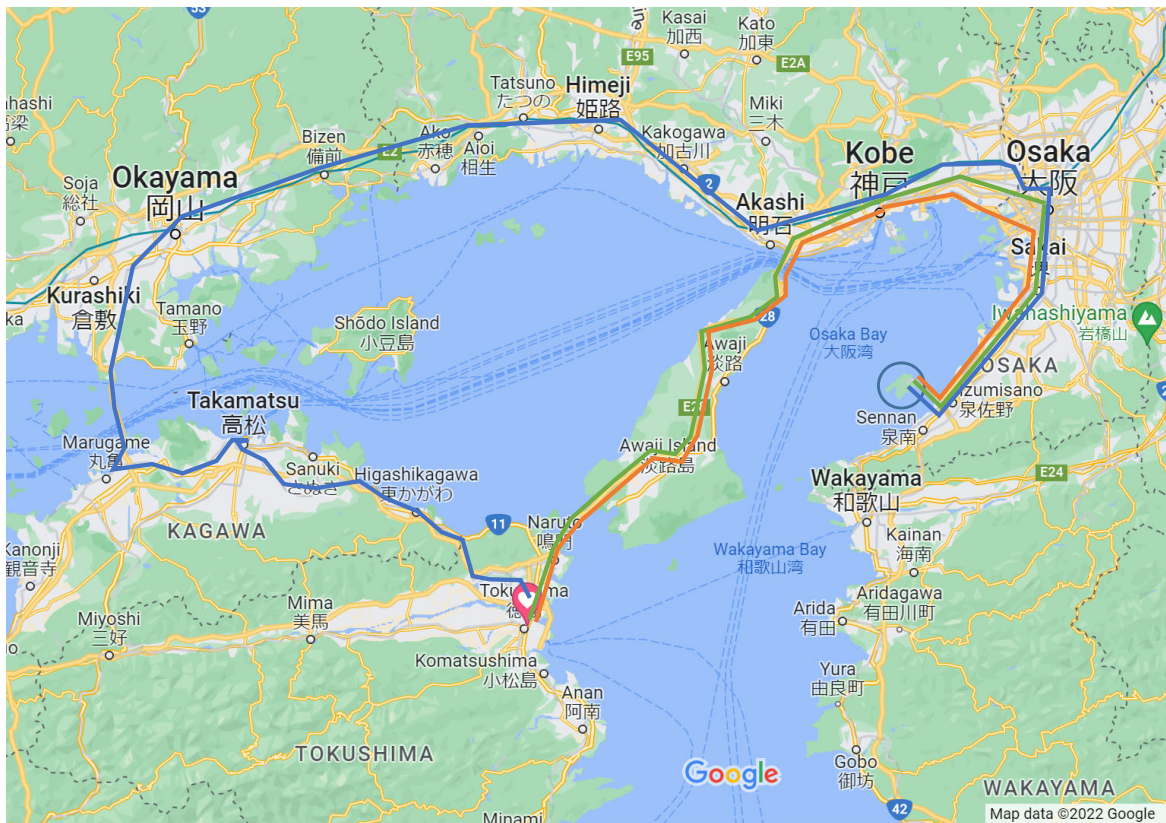 53
Kasai
加西
Kato
加東
E95
E2A
Tatsuno
たつの
Himeji
姫路
Miki
三木
Bizen
備前
Ako
赤穂
Aioi
相生
Kakogawa
加古川
E2
2
Kobe
神戸
Osaka
大阪
Okayama
岡山
Soja
総社
Akashi
明石
Sakai
堺
Kurashiki
倉敷
Tamano
玉野
Shōdo Island
小豆島
28
Awaji
淡路
Osaka Bay
大阪湾
Iwahashiyama
岩橋山
OSAKA
Izumisano
泉佐野
Sennan
泉南
Takamatsu
高松
Marugame
丸亀
Sanuki
さぬき
Higashikagawa
東かがわ
Awaji Island
淡路島
Wakayama
和歌山
E24
KAGAWA
11
Naruto
鳴門
Wakayama Bay
和歌山湾
Kainan
海南
Kanonji
観音寺
Miyoshi
三好
Mima
美馬
Arida
有田
Aridagawa
有田川町
Komatsushima
小松島
Anan
阿南
Yura
由良町
TOKUSHIMA
Gobo
御坊
Google
WAKAYAMA
42
Minami
Map data ©2022 Google